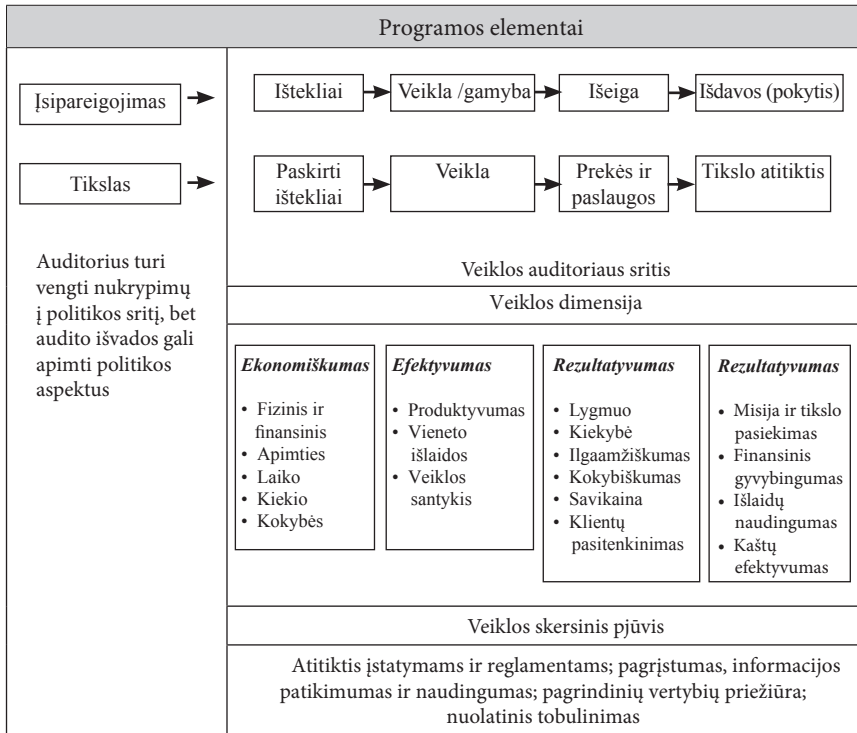 Programos elementai
Įsipareigojimas
Ištekliai
Veikla /gamyba
Išeiga
Išdavos (pokytis)
Tikslas
Paskirti
ištekliai
Veikla
Prekės ir
paslaugos
Tikslo atitiktis
Auditorius turi
vengti nukrypimų
į politikos sritį, bet
audito išvados gali
apimti politikos
aspektus
Veiklos auditoriaus sritis
Veiklos dimensija
Ekonomiškumas
• Fizinis ir
finansinis
• Apimties
• Laiko
• Kiekio
• Kokybės
Efektyvumas
• Produktyvumas
• Vieneto
išlaidos
• Veiklos
santykis
Rezultatyvumas
• Lygmuo
• Kiekybė
• Ilgaamžiškumas
• Kokybiškumas
• Savikaina
• Klientų
pasitenkinimas
Rezultatyvumas
• Misija ir tikslo
pasiekimas
• Finansinis
gyvybingumas
• Išlaidų
naudingumas
• Kaštų
efektyvumas
Veiklos skersinis pjūvis
Atitiktis įstatymams ir reglamentams; pagrįstumas, informacijos
patikimumas ir naudingumas; pagrindinių vertybių priežiūra;
nuolatinis tobulinimas